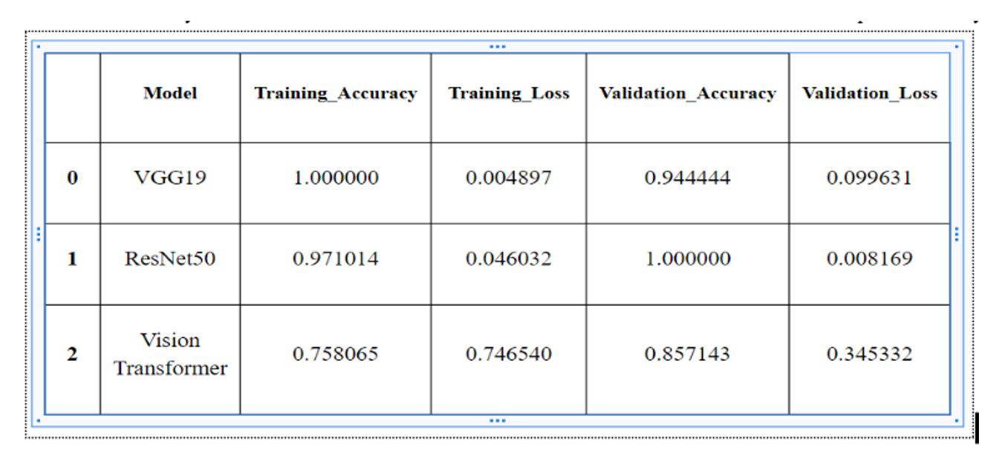 Model Training_Accuracy Training_Loss Validation_Accuracy Validation_Loss
0 VGG19 1.000000 0.004897 0.944444 0.099631
1 ResNet50 0.971014 0.046032 1.000000 0.008169
2 Vision Transformer 0.758065 0.746540 0.857143 0.345332